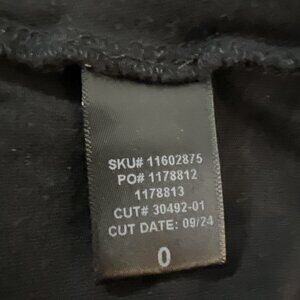 SKU# 11602875
PO# 1178812
1178813
CUT# 30492-01
CUT DATE: 09/24
0